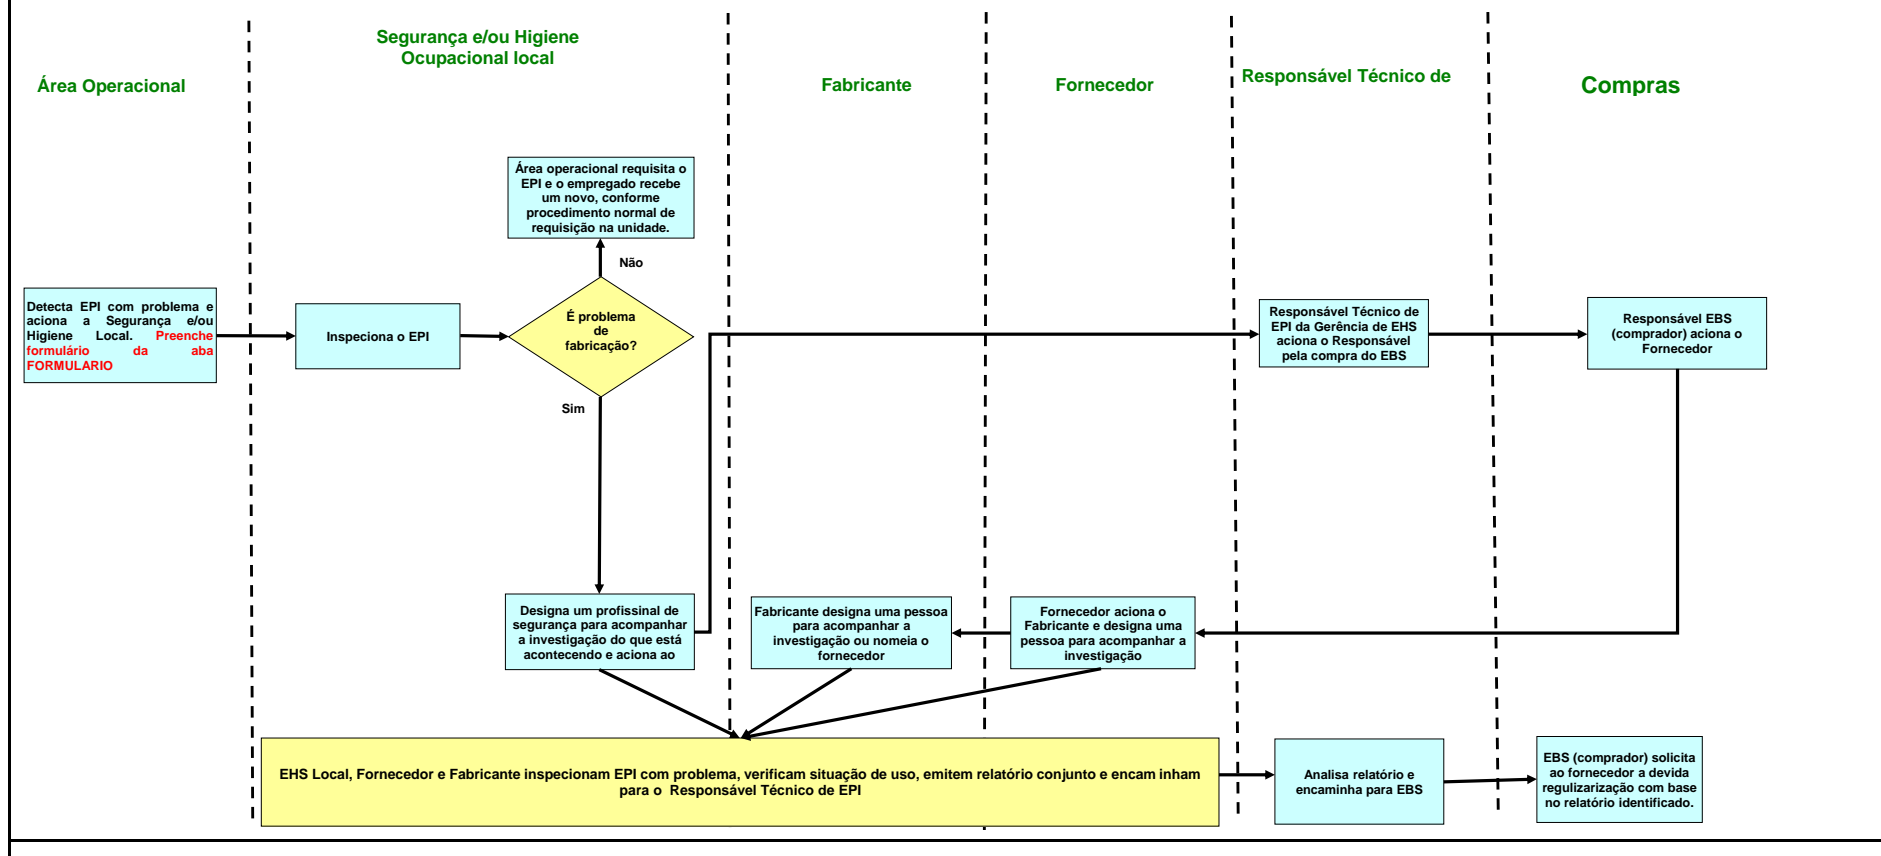 Segurança e/ou Higiene
Ocupacional local
Área Operacional
Fabricante
Fornecedor
Responsável Técnico de
Compras
Área operacional requisita o
EPI e o empregado recebe
um novo, conforme
procedimento normal de
requisição na unidade.
Não
Detecta EPI com problema e
aciona a Segurança e/ou
Higiene Local. Preenche
formulário da aba
FORMULARIO
Inspeciona o EPI
É problema
de
fabricação?
Responsável Técnico de
EPI da Gerência de EHS
aciona o Responsável
pela compra do EBS
Responsável EBS
(comprador) aciona o
Fornecedor
Sim
Designa um profissinal de
segurança para acompanhar
a investigação do que está
acontecendo e aciona ao
Fabricante designa uma pessoa
para acompanhar a
investigação ou nomeia o
fornecedor
Fornecedor aciona o
Fabricante e designa uma
pessoa para acompanhar a
investigação
EHS Local, Fornecedor e Fabricante inspecionam EPI com problema, verificam situação de uso, emitem relatório conjunto e encam inham
para o Responsável Técnico de EPI
Analisa relatório e
encaminha para EBS
EBS (comprador) solicita
ao fornecedor a devida
regulizarização com base
no relatório identificado.